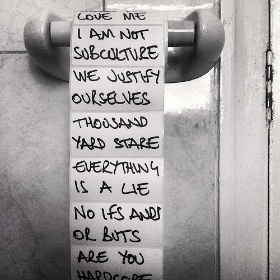 LOVE ME
I AM NOT
SUBCULTURE
WE JUSTIFY
OURSELVES
THOUSAND
YARD STARE
EVERYTHING
IS A LIE
NO IFS ANDS
OR BUTS
ARE YOU
HARDCORE